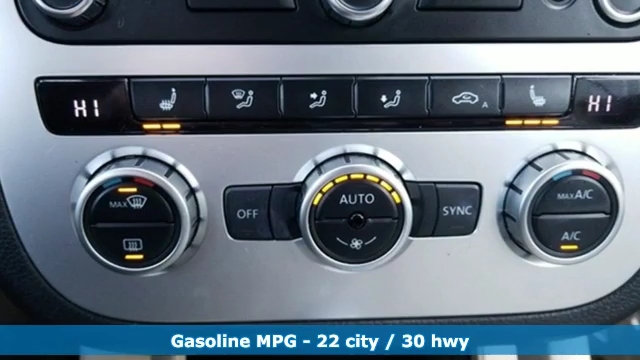 HI
A
HI
MAX
OFF
AUTO
SYNC
MAX A/C
A/C
Gasoline MPG - 22 city / 30 hwy